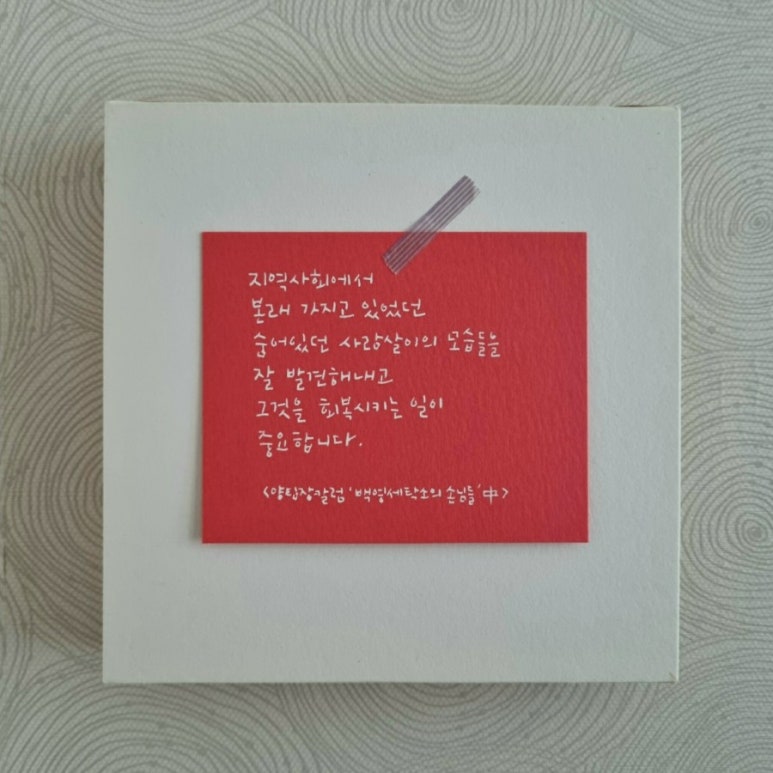 지역사회에서
본래 가지고 있었던
숨어있던 사람살이의 모습들을
잘 발견해내고
그것을 회복시키는 일이
중요합니다.
<양팀장칼럼 '백영세탁소의 손님들' 中>